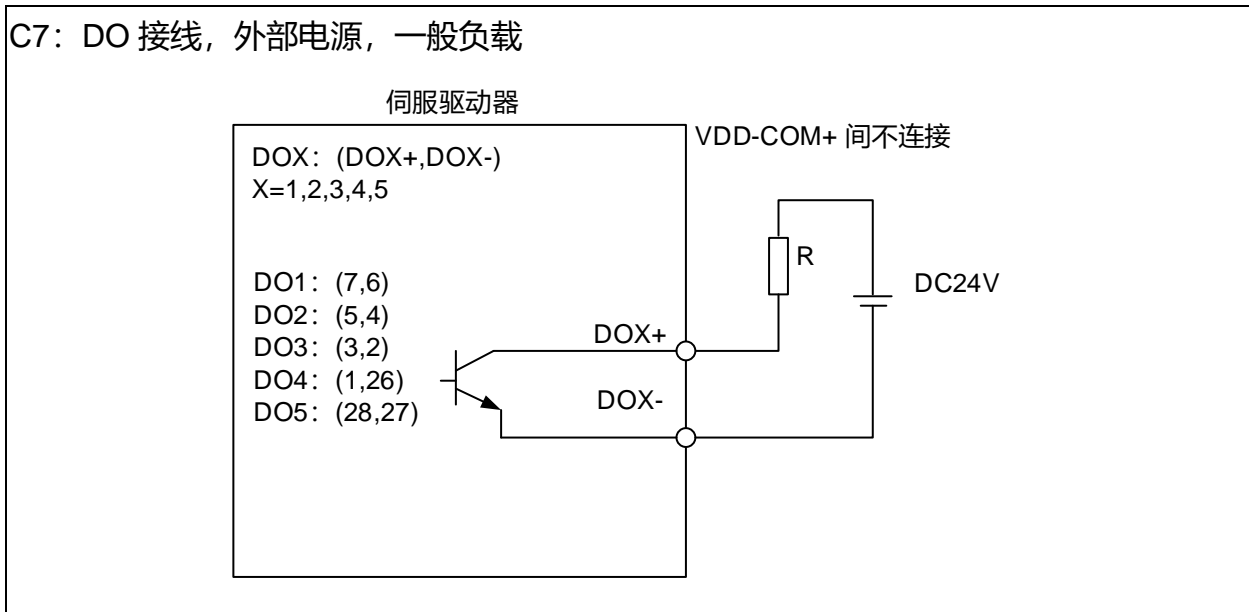 C7：DO 接线，外部电源，一般负载
伺服驱动器
VDD-COM+ 间不连接
DOX：(DOX+,DOX-)
X=1,2,3,4,5
R
DO1：(7,6)
DC24V
DO2：(5,4)
DOX+
DO3：(3,2)
DO4：(1,26)
DOX-
DO5：(28,27)